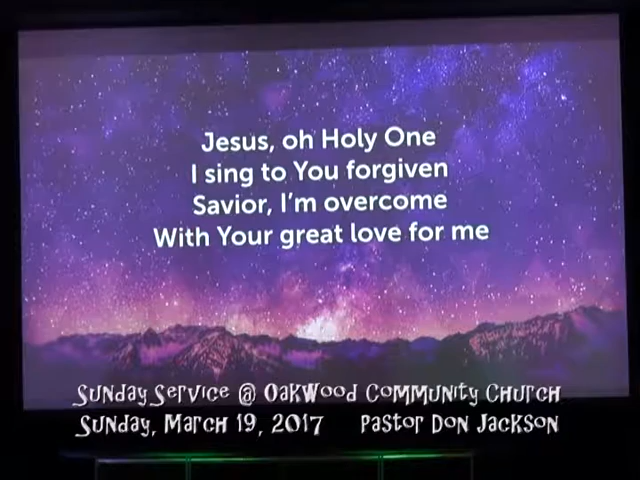 Jesus, oh Holy One
I sing to You forgiven
Savior, I'm overcome
With Your great love for me
Sunday Service @ Oakwood Community Church
Sunday, March 19, 2017 Pastor Don Jackson